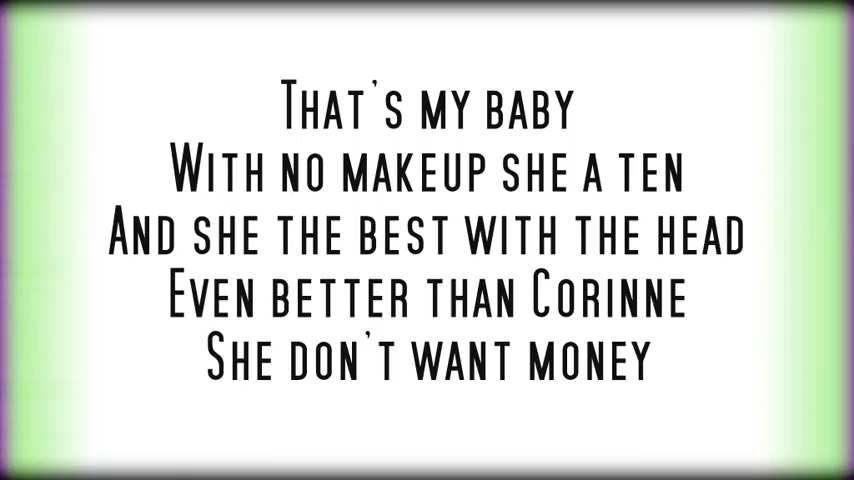 That's my baby
With no makeup she a ten
And she the best with the head
Even better than Corinne
She don't want money